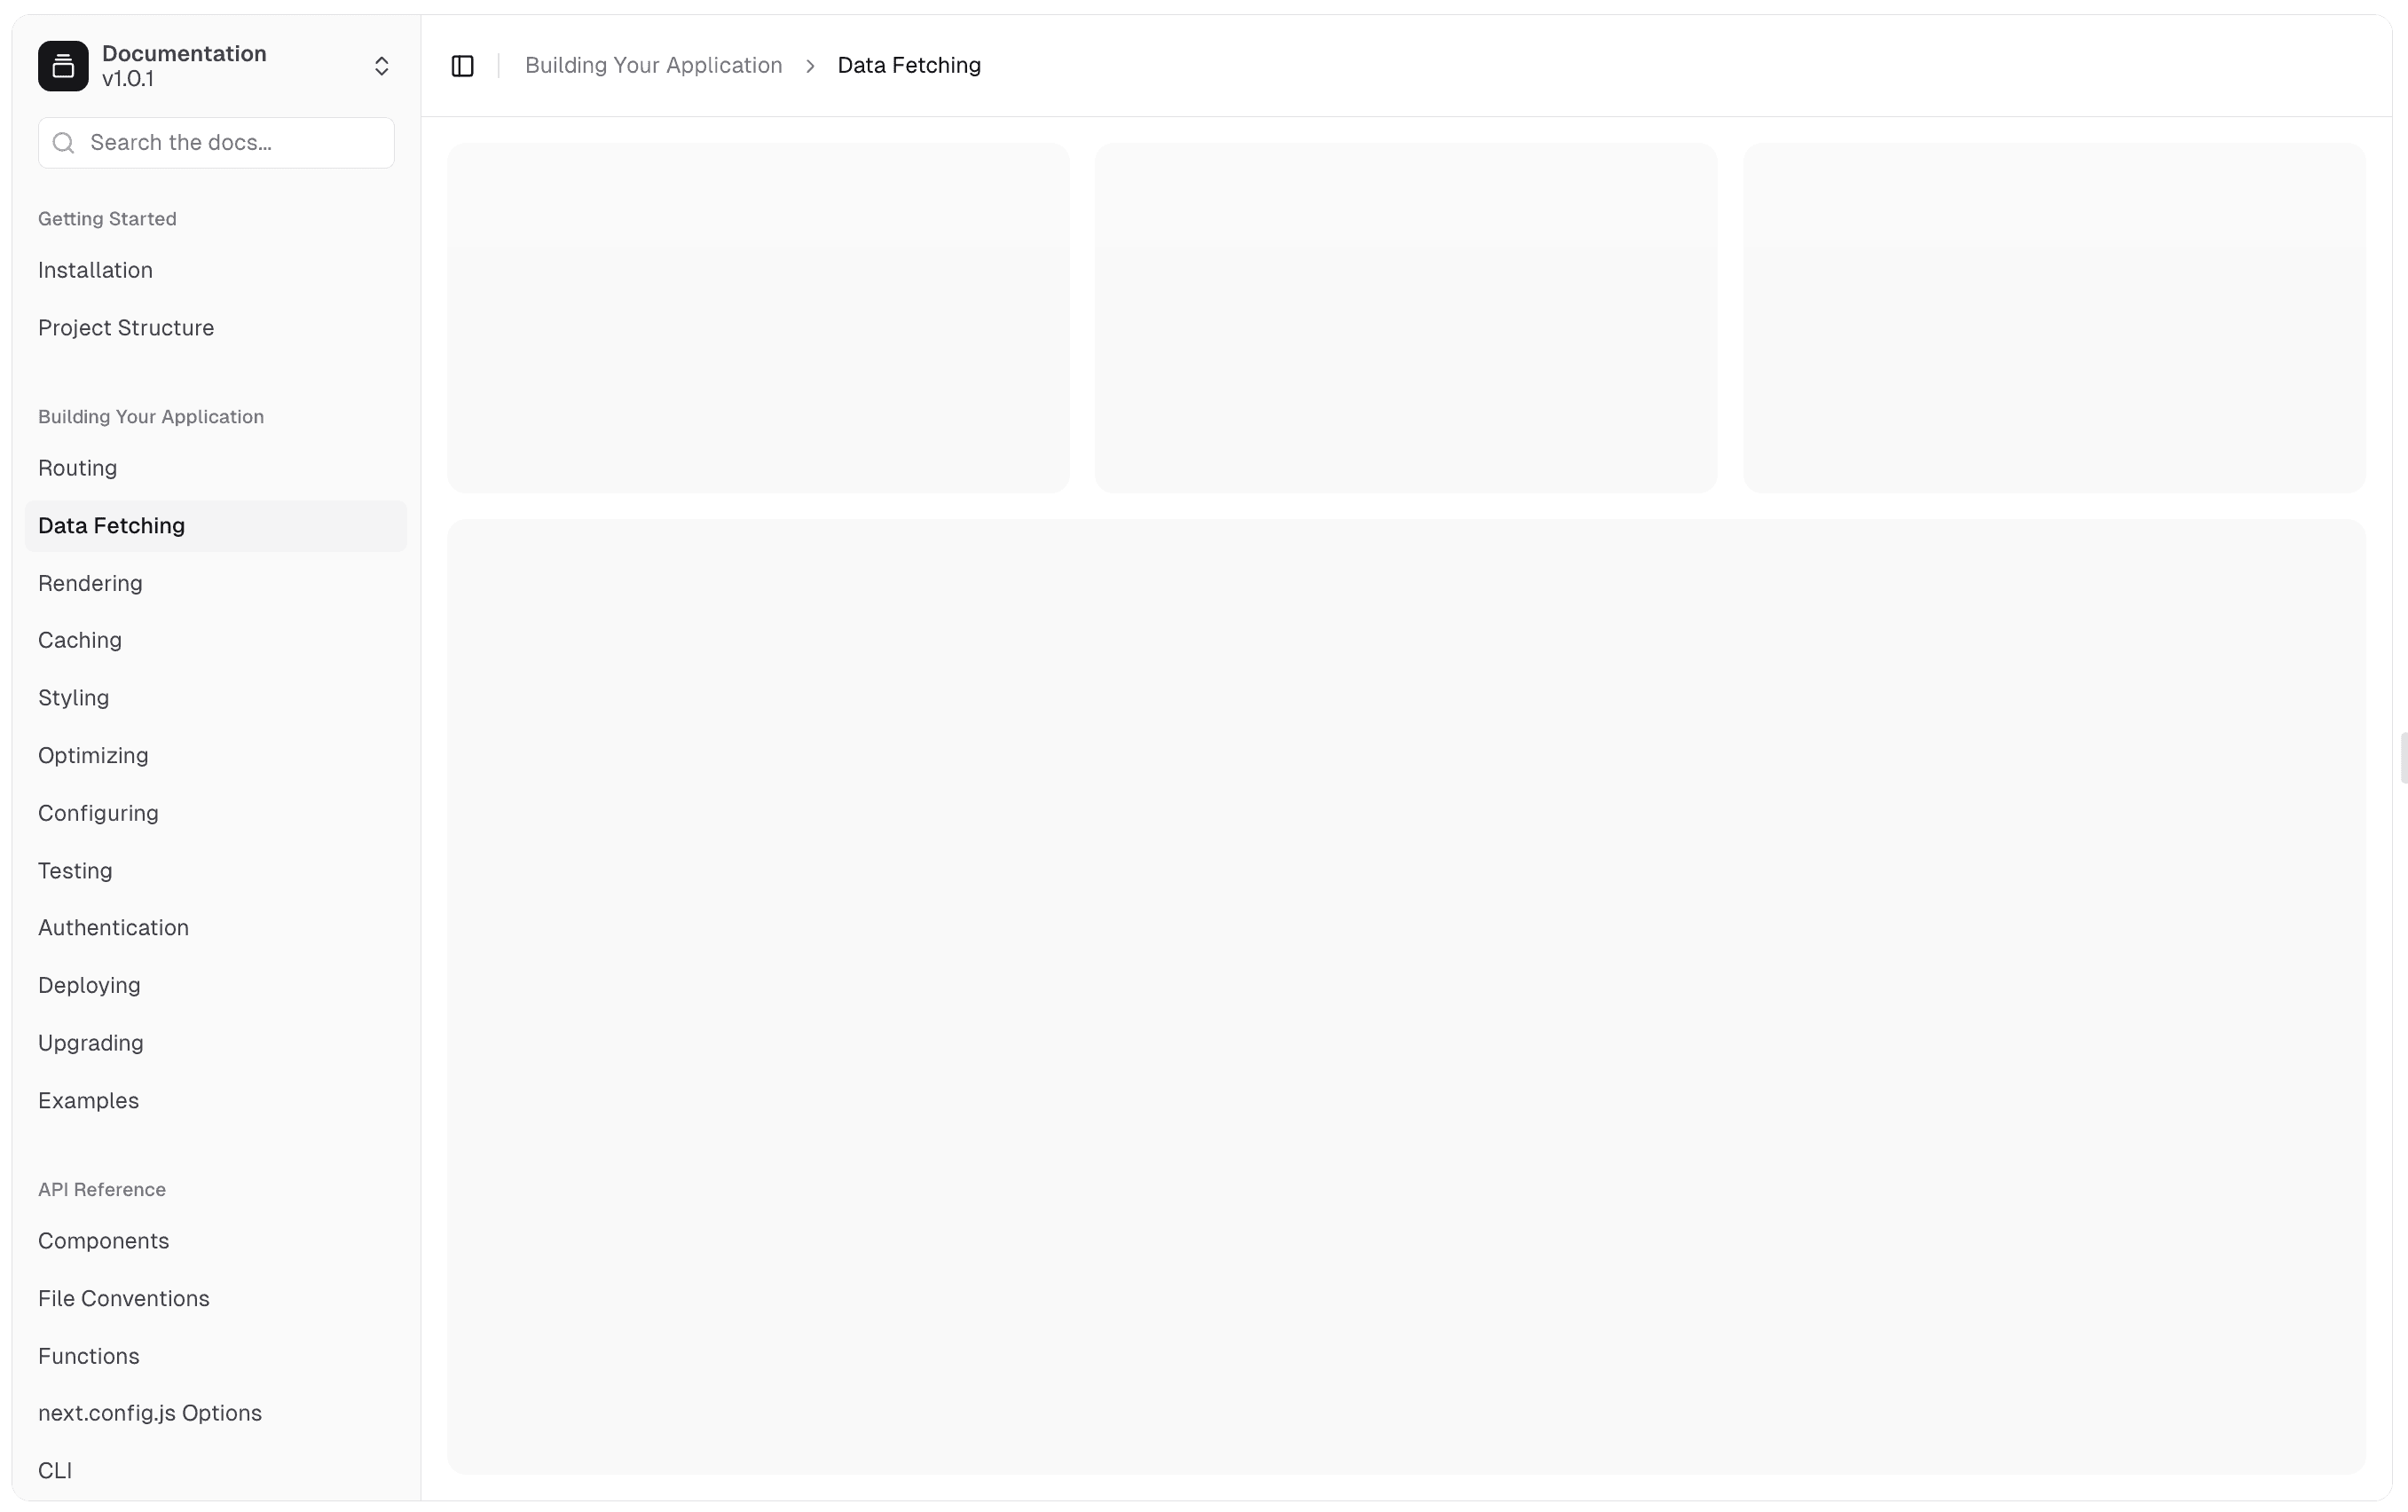 Documentation
v1.0.1
Search the docs...
Getting Started
Installation
Project Structure
Building Your Application
Routing
Data Fetching
Rendering
Caching
Styling
Optimizing
Configuring
Testing
Authentication
Deploying
Upgrading
Examples
API Reference
Components
File Conventions
Functions
next.config.js Options
CLI
Building Your Application > Data Fetching